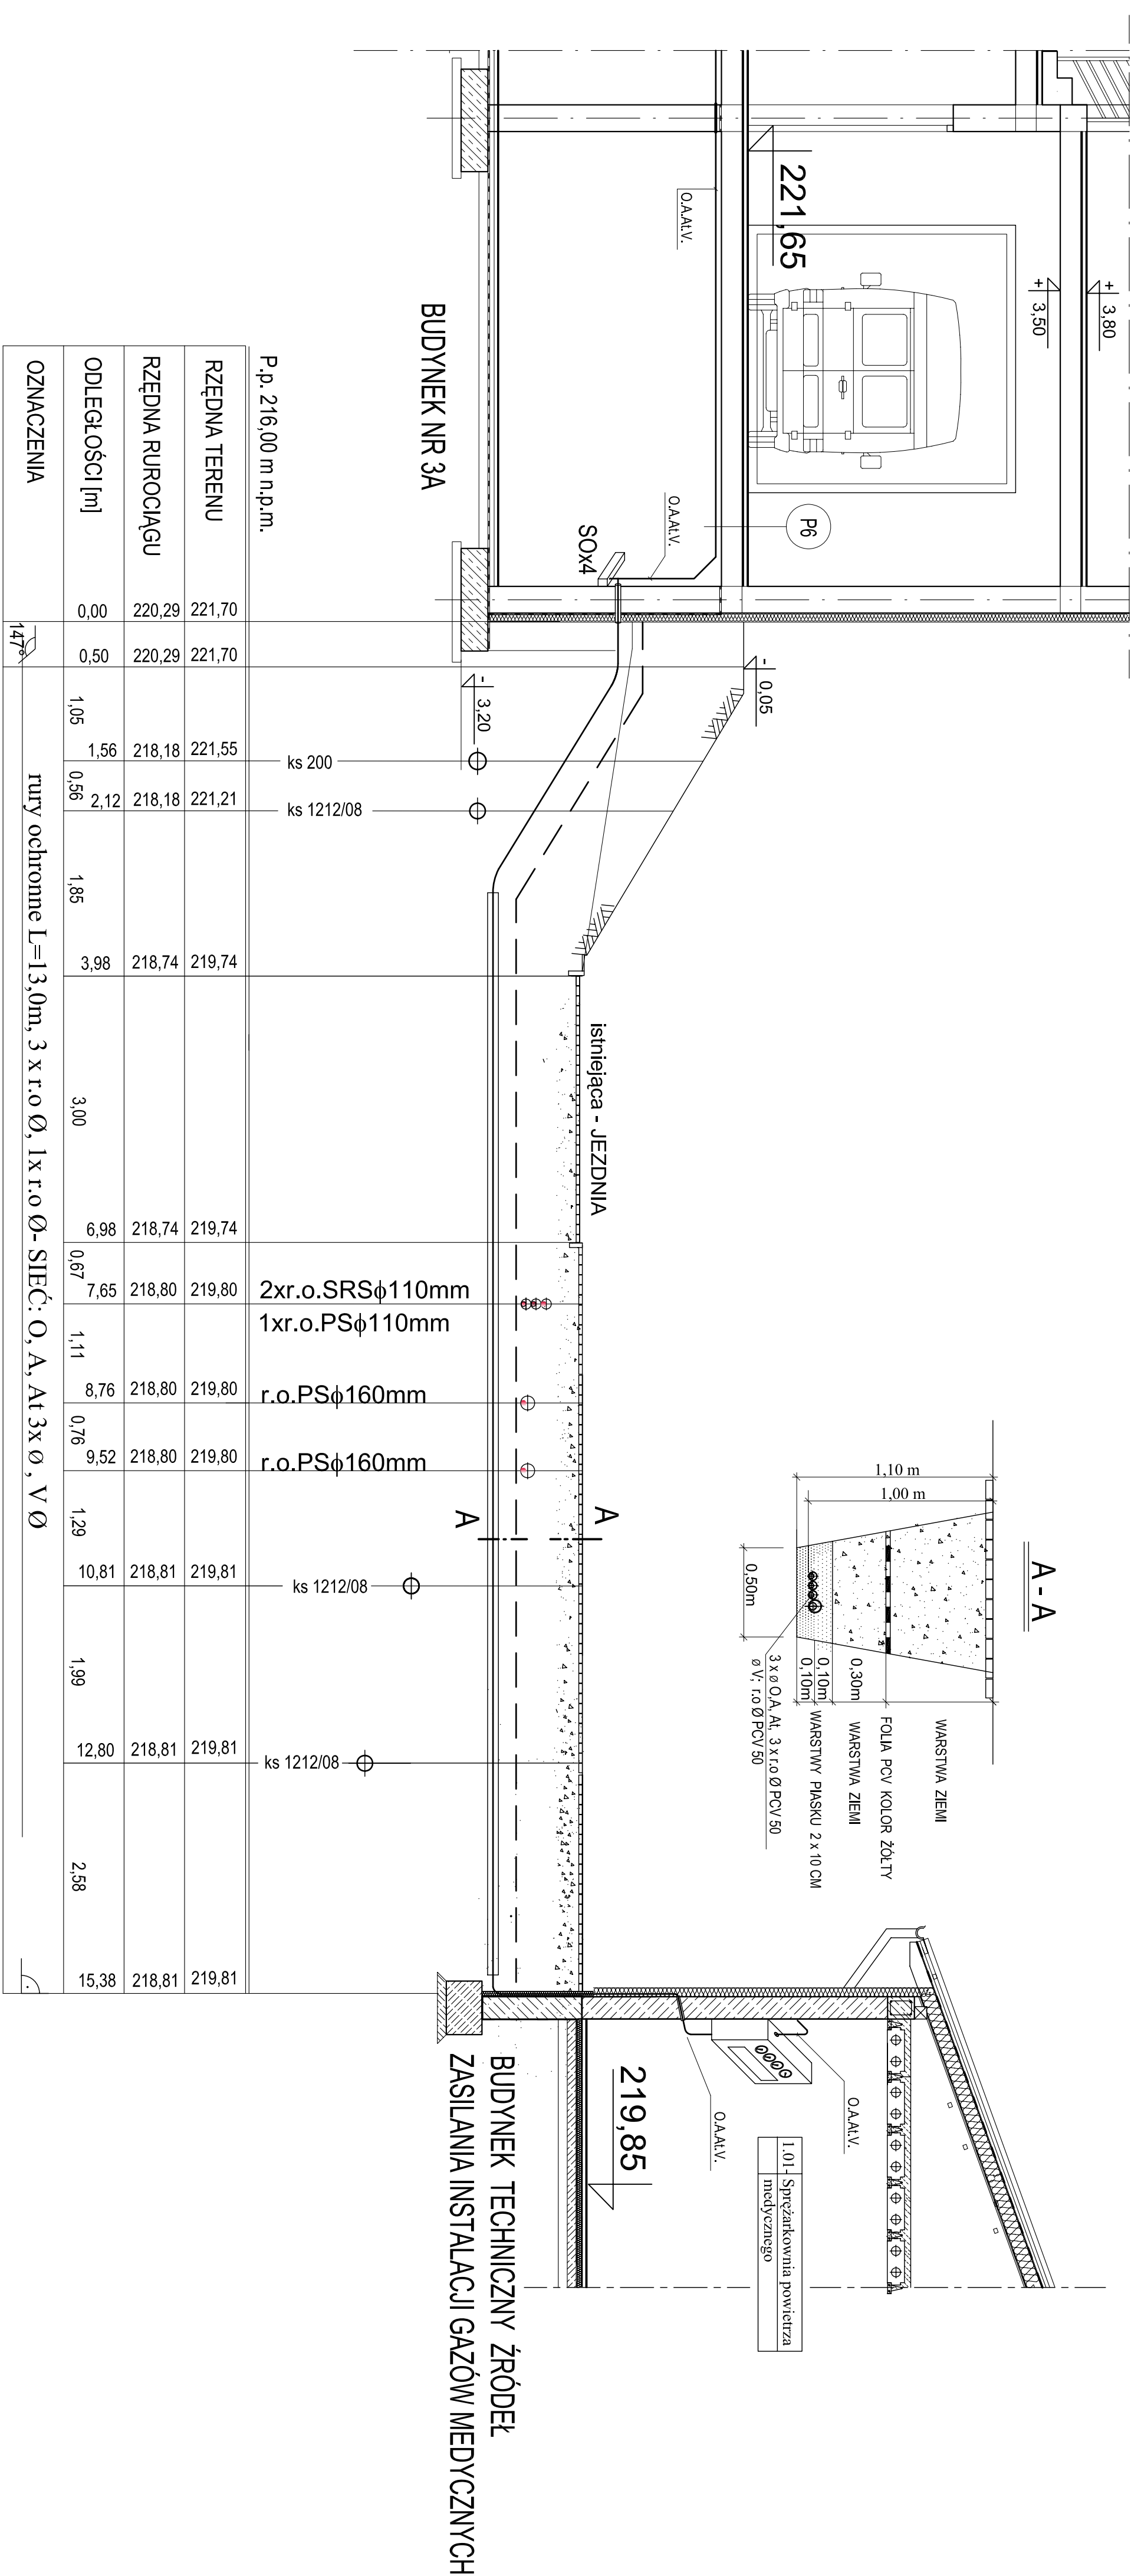 221,65
O.A.At.V.
+
3,50
+
3,80
P6
O.A.At.V.
SOx4
BUDYNEK NR 3A
-
0,05
-
3,20
istniejąca - JEZDNIA
A - A
1,10 m
1,00 m
0,50m
WARSTWA ZIEMI
FOLIA PCV KOLOR ŻÓŁTY
0,30m
WARSTWA ZIEMI
0,10m
0,10m
WARSTWY PIASKU 2 x 10 CM
3 x ø O,A, At, 3 x r.o Ø PCV 50
ø V; r.o Ø PCV 50
A
A
219,85
O.A.At.V.
O.A.At.V.
1.01- Sprężarkownia powietrza
medycznego
BUDYNEK TECHNICZNY ŹRÓDEŁ
ZASILANIA INSTALACJI GAZÓW MEDYCZNYCH
ks 200
ks 1212/08
2xr.o.SRSϕ110mm
1xr.o.PSϕ110mm
r.o.PSϕ160mm
r.o.PSϕ160mm
ks 1212/08
ks 1212/08
P.p. 216,00 m n.p.m.
RZĘDNA TERENU 221,70 221,70 221,55 221,21 219,74 219,74 219,80 219,80 219,80 219,81 219,81 219,81
RZĘDNA RUROCIĄGU 220,29 220,29 218,18 218,18 218,74 218,74 218,80 218,80 218,80 218,81 218,81 218,81
ODLEGŁOŚCI [m] 0,00 0,50 1,56 2,12 3,98 6,98 7,65 8,76 9,52 10,81 12,80 15,38
1,05 0,56 1,85 3,00 0,67 1,11 0,76 1,29 1,99 2,58
OZNACZENIA
147°
rury ochronne L=13,0m, 3 x r.o Ø, 1x r.o Ø- SIEĆ: O, A, At 3x ø , V Ø